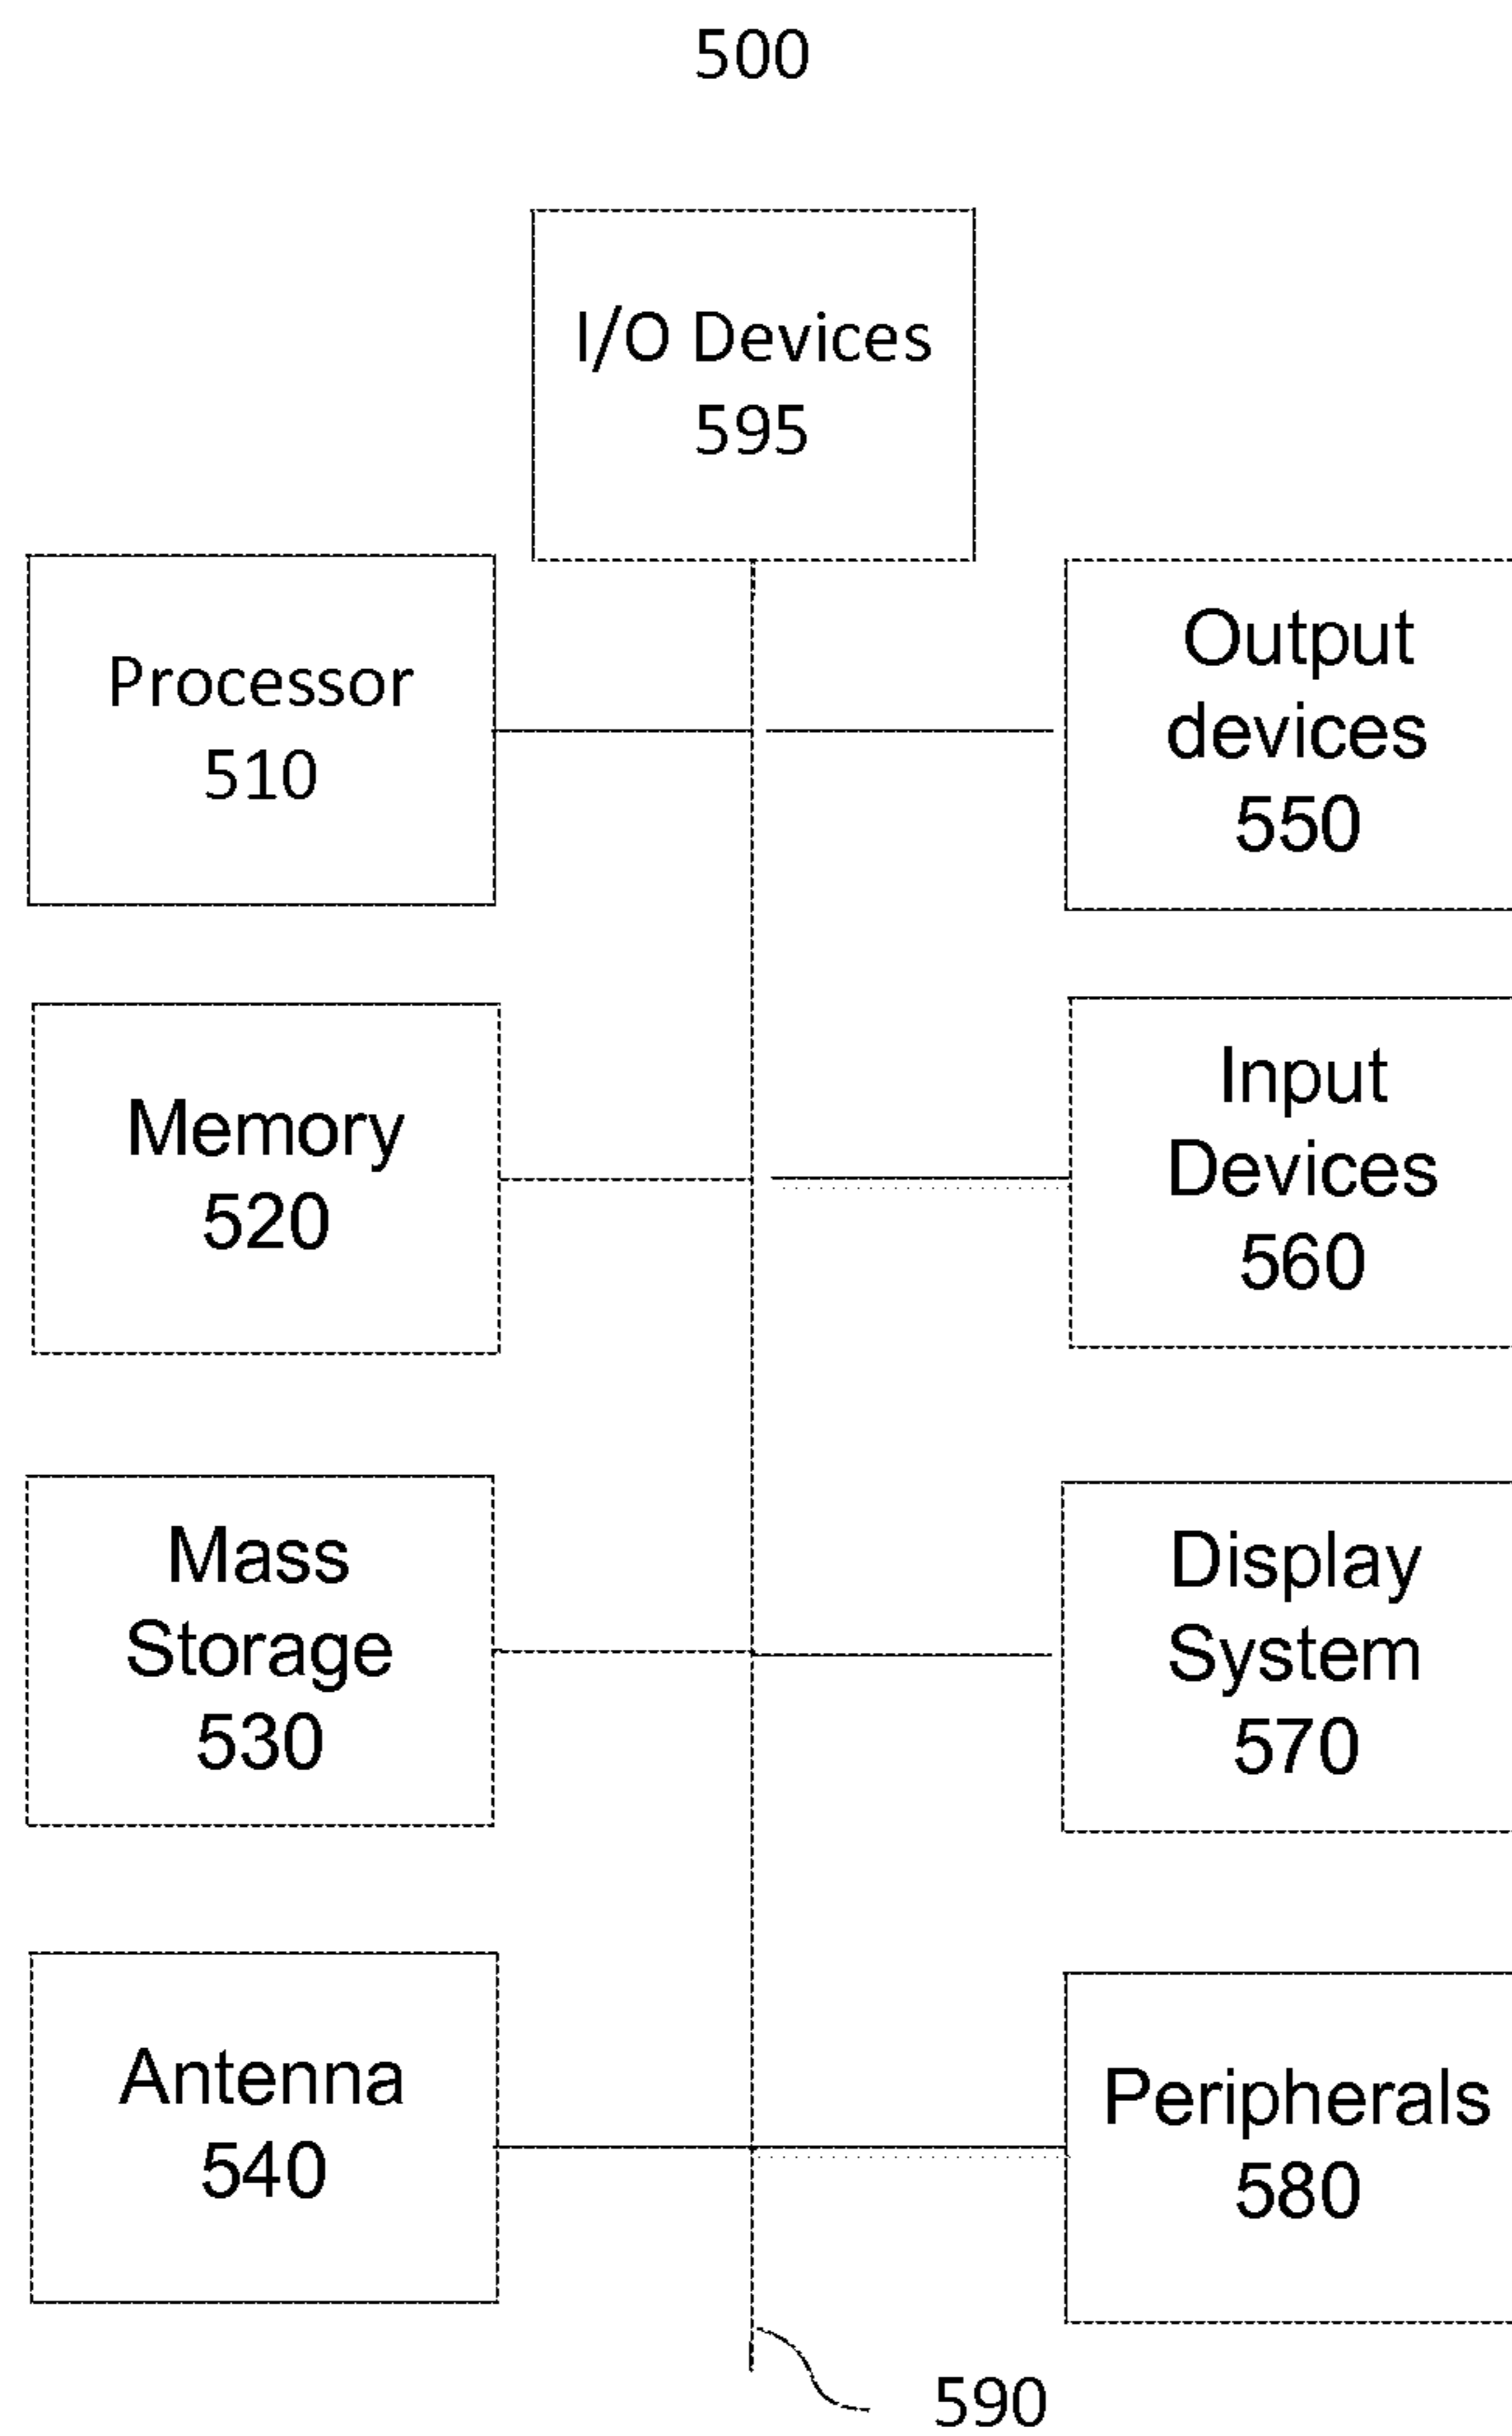 500
I/O Devices
595
Processor
510
Output
devices
550
Memory
520
Input
Devices
560
Mass
Storage
530
Display
System
570
Antenna
540
Peripherals
580
590